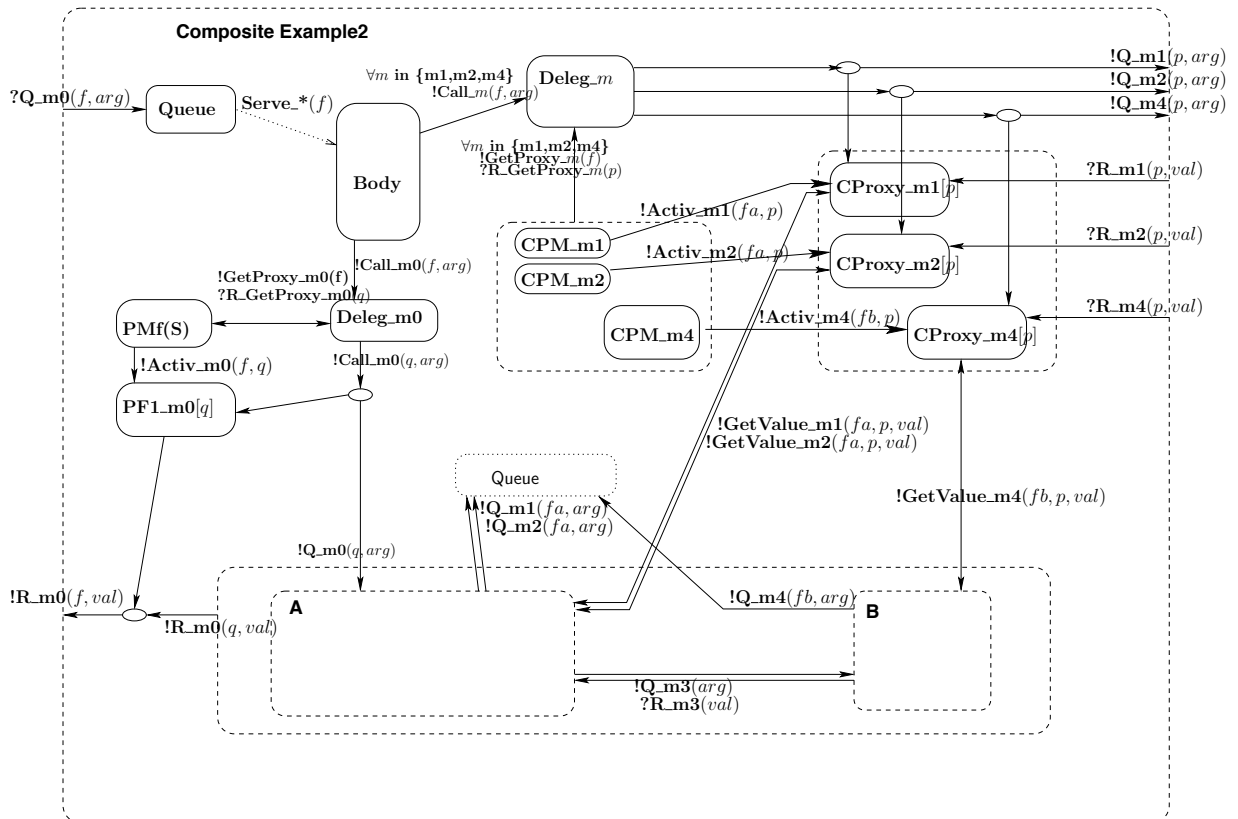 Composite Example2
?Q_m0(f, arg)
Queue
Serve_*(f)
∀m in {m1,m2,m4}
!Call_m(f, arg)
Deleg_m
!Q_m1(p, arg)
!Q_m2(p, arg)
!Q_m4(p, arg)
Body
∀m in {m1,m2,m4}
!GetProxy_m(f)
?R_GetProxy_m(p)
CProxy_m1[p]
?R_m1(p, val)
!Activ_m1(fa, p)
CPM_m1
!Activ_m2(fa, p)
CPM_m2
CProxy_m2[p]
?R_m2(p, val)
!Call_m0(f, arg)
!GetProxy_m0(f)
?R_GetProxy_m0(q)
PMf(S)
Deleg_m0
CPM_m4
!Activ_m4(fb, p)
CProxy_m4[p]
?R_m4(p, val)
!Call_m0(q, arg)
!Activ_m0(f, q)
PF1_m0[q]
!GetValue_m1(fa, p, val)
!GetValue_m2(fa, p, val)
Queue
!GetValue_m4(fb, p, val)
!Q_m1(fa, arg)
!Q_m2(fa, arg)
!Q_m0(q, arg)
!R_m0(f, val)
!R_m0(q, val)
A
!Q_m4(fb, arg)
B
!Q_m3(arg)
?R_m3(val)